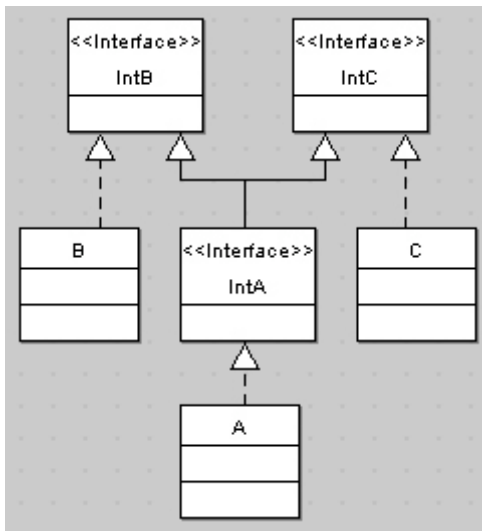 <<Interface>>
IntB
<<Interface>>
IntC
B
<<Interface>>
IntA
C
A